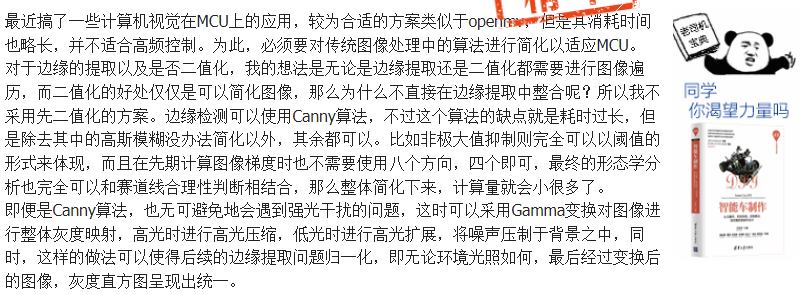 最近搞了一些计算机视觉在MCU上的应用，较为合适的方案类似于openmv，但是其消耗时间
也略长，并不适合高频控制。为此，必须要对传统图像处理中的算法进行简化以适应MCU。
对于边缘的提取以及是否二值化，我的想法是无论是边缘提取还是二值化都需要进行图像遍
历，而二值化的好处仅仅是可以简化图像，那么为什么不直接在边缘提取中整合呢？所以我不
采用先二值化的方案。边缘检测可以使用Canny算法，不过这个算法的缺点就是耗时过长，但
是除去其中的高斯模糊没办法简化以外，其余都可以。比如非极大值抑制则完全可以以阈值的
形式来体现，而且在先期计算图像梯度时也不需要使用八个方向，四个即可，最终的形态学分
析也完全可以和赛道线合理性判断相结合，那么整体简化下来，计算量就会小很多了。
即便是Canny算法，也无可避免地会遇到强光干扰的问题，这时可以采用Gamma变换对图像进
行整体灰度映射，高光时进行高光压缩，低光时进行高光扩展，将噪声压制于背景之中，同
时，这样的做法可以使得后续的边缘提取问题归一化，即无论环境光照如何，最后经过变换后
的图像，灰度直方图呈现出统一。
老司机
宝典
同学
你渴望力量吗
智能车制作
清华大学出版社